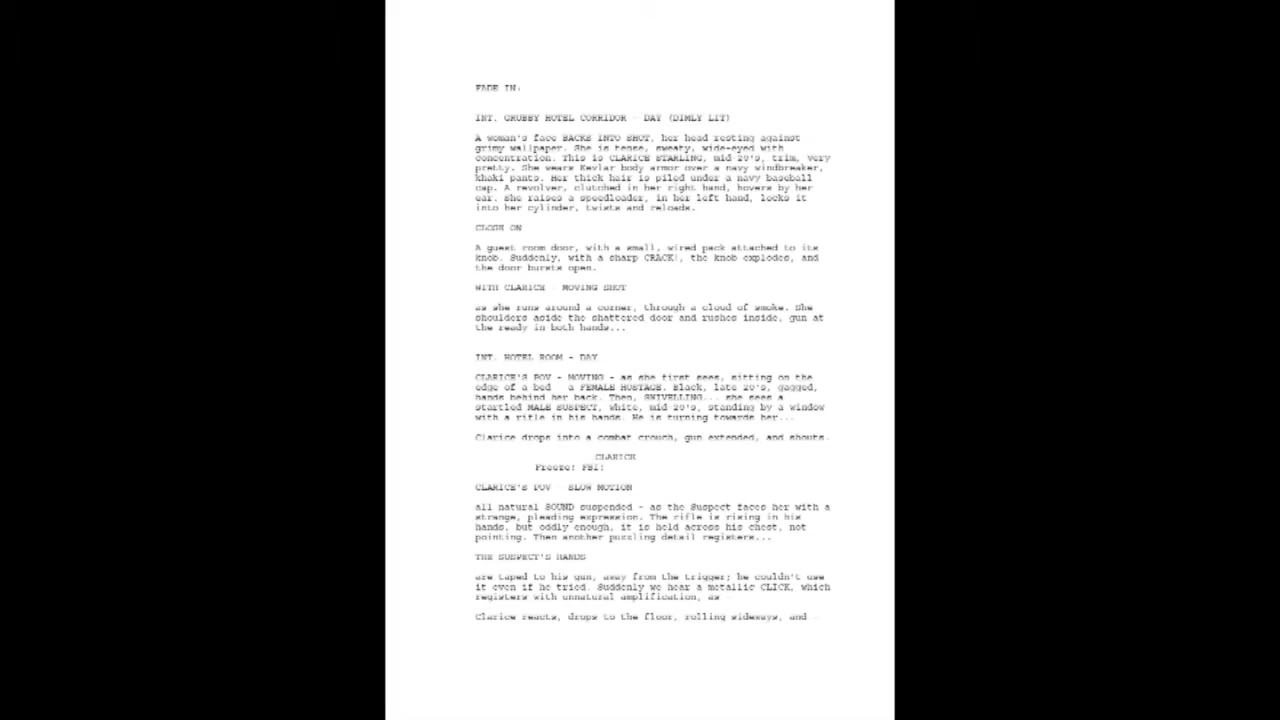 FADE IN:
INT. GRUBBY HOTEL CORRIDOR - DAY (DIMLY LIT)
A woman's face BACKS INTO SHOT, her head resting against
grimy wallpaper. She is tense, sweaty, wide-eyed with
concentration. This is CLARICE STARLING, mid 20's, trim, very
pretty. She wears Kevlar body armor over a navy windbreaker,
khaki pants. Her thick hair is piled under a navy baseball
cap. A revolver, clutched in her right hand, hovers by her
ear. She raises a speedloader, in her left hand, locks it
into her cylinder, twists and reloads.
CLOSE ON
A guest room door, with a small, wired pack attached to its
knob. Suddenly, with a sharp CRACK!, the knob explodes, and
the door bursts open.
WITH CLARICE - MOVING SHOT
as she runs around a corner, through a cloud of smoke. She
shoulders aside the shattered door and rushes inside, gun at
the ready in both hands...
INT. HOTEL ROOM - DAY
CLARICE'S POV - MOVING - as she first sees, sitting on the
edge of a bed - a FEMALE HOSTAGE. Black, late 20's, gagged,
hands behind her back. Then, SWIVELLING... she sees a
startled MALE SUSPECT, white, mid 20's, standing by a window
with a rifle in his hands. He is turning towards her...
Clarice drops into a combat crouch, gun extended, and shouts.
CLARICE
Freeze! FBI!
CLARICE'S POV - SLOW MOTION
all natural SOUND suspended - as the Suspect faces her with a
strange, pleading expression. The rifle is rising in his
hands, but oddly enough, it is held across his chest, not
pointing. Then another puzzling detail registers...
THE SUSPECT'S HANDS
are taped to his gun, away from the trigger; he couldn't use
it even if he tried. Suddenly we hear a metallic CLICK, which
registers with unnatural amplification, as -
Clarice reacts, drops to the floor, rolling sideways, and -